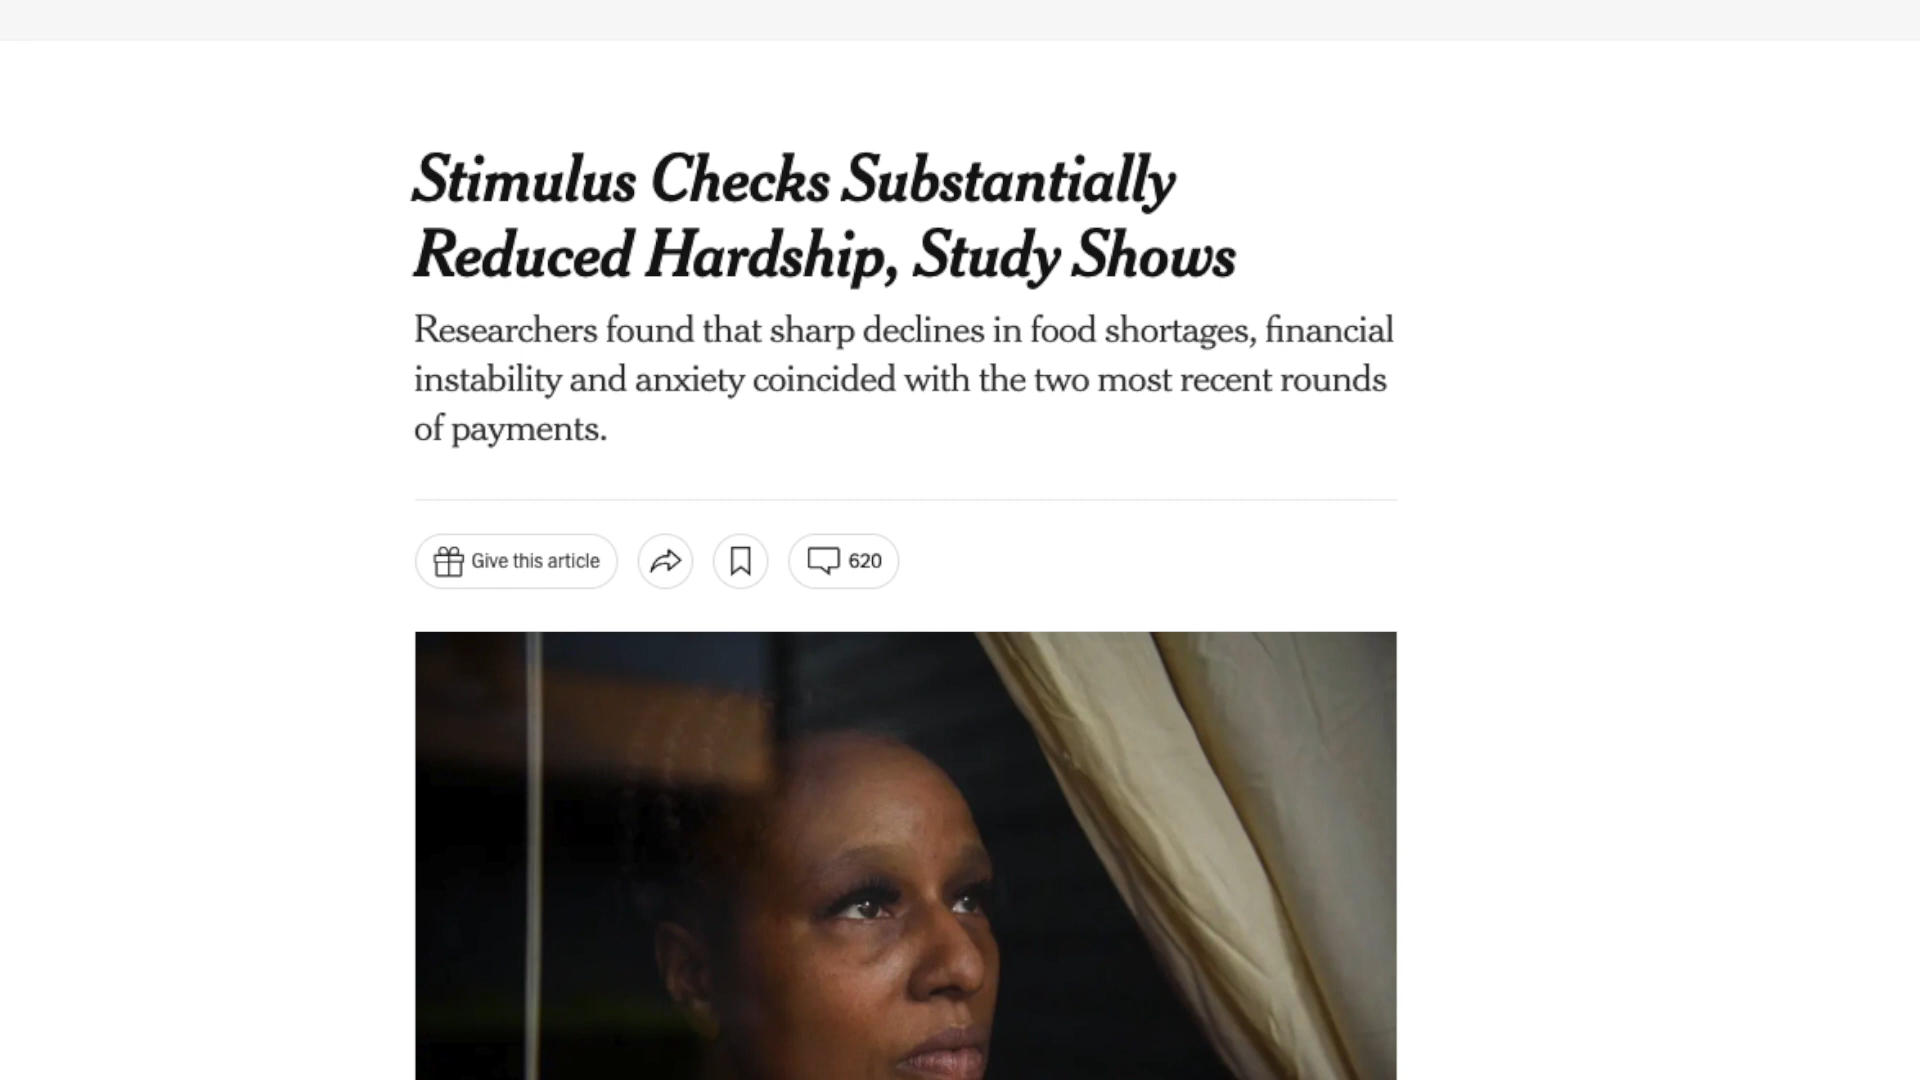 Stimulus Checks Substantially
Reduced Hardship, Study Shows
Researchers found that sharp declines in food shortages, financial
instability and anxiety coincided with the two most recent rounds
of payments.
Give this article
620